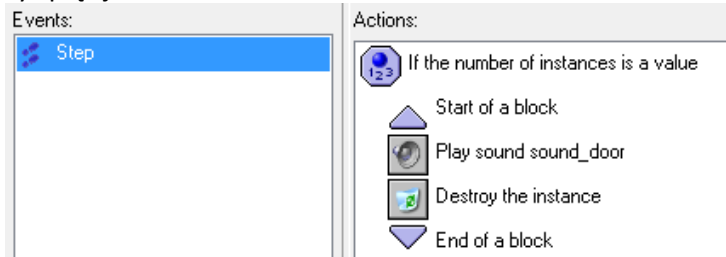 Events:
Actions:
Step
123 If the number of instances is a value
Start of a block
Play sound sound_door
Destroy the instance
End of a block